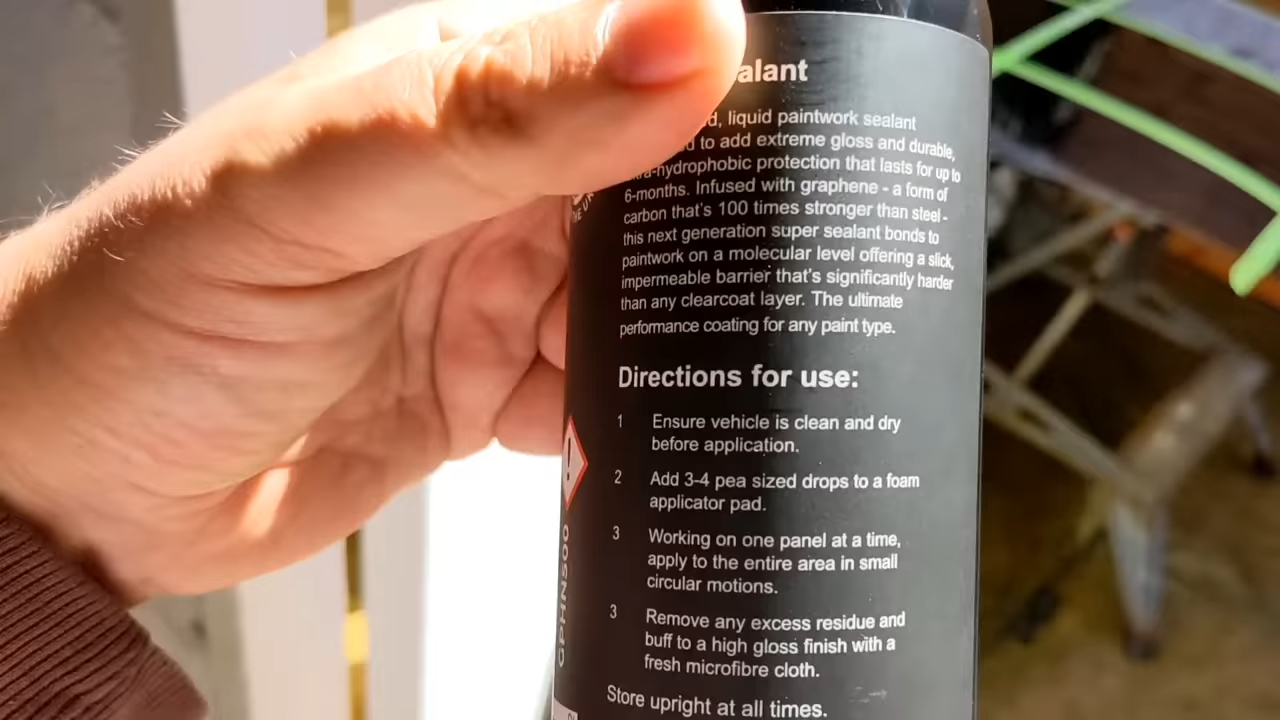 alant
d, liquid paintwork sealant
to add extreme gloss and durable,
-hydrophobic protection that lasts for up to
6-months. Infused with graphene - a form of
carbon that's 100 times stronger than steel -
this next generation super sealant bonds to
paintwork on a molecular level offering a slick,
impermeable barrier that's significantly harder
than any clearcoat layer. The ultimate
performance coating for any paint type.
Directions for use:
1 Ensure vehicle is clean and dry
before application.
2 Add 3-4 pea sized drops to a foam
applicator pad.
3 Working on one panel at a time,
apply to the entire area in small
circular motions.
3 Remove any excess residue and
buff to a high gloss finish with a
fresh microfibre cloth.
Store upright at all times.
GPHN500